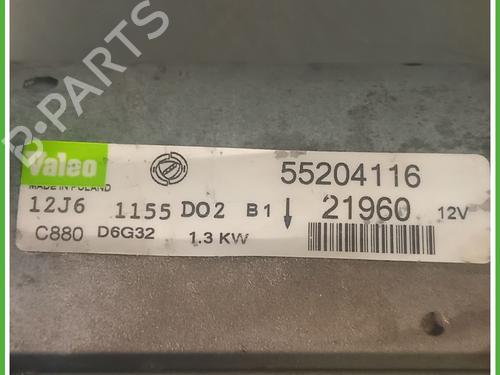 B-PARTS
Valeo
MADE IN POLAND
55204116
12J6 1155 D02 B1 21960 12V
C880 D6G32 1.3 KW